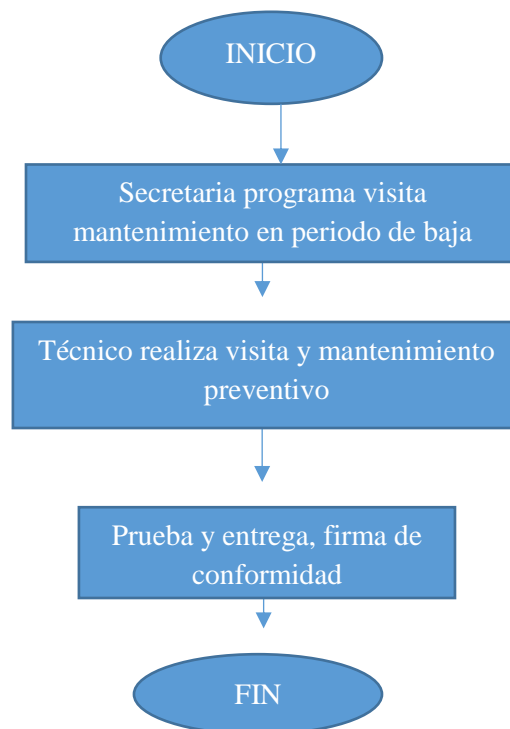 INICIO
Secretaria programa visita
mantenimiento en periodo de baja
Técnico realiza visita y mantenimiento
preventivo
Prueba y entrega, firma de
conformidad
FIN